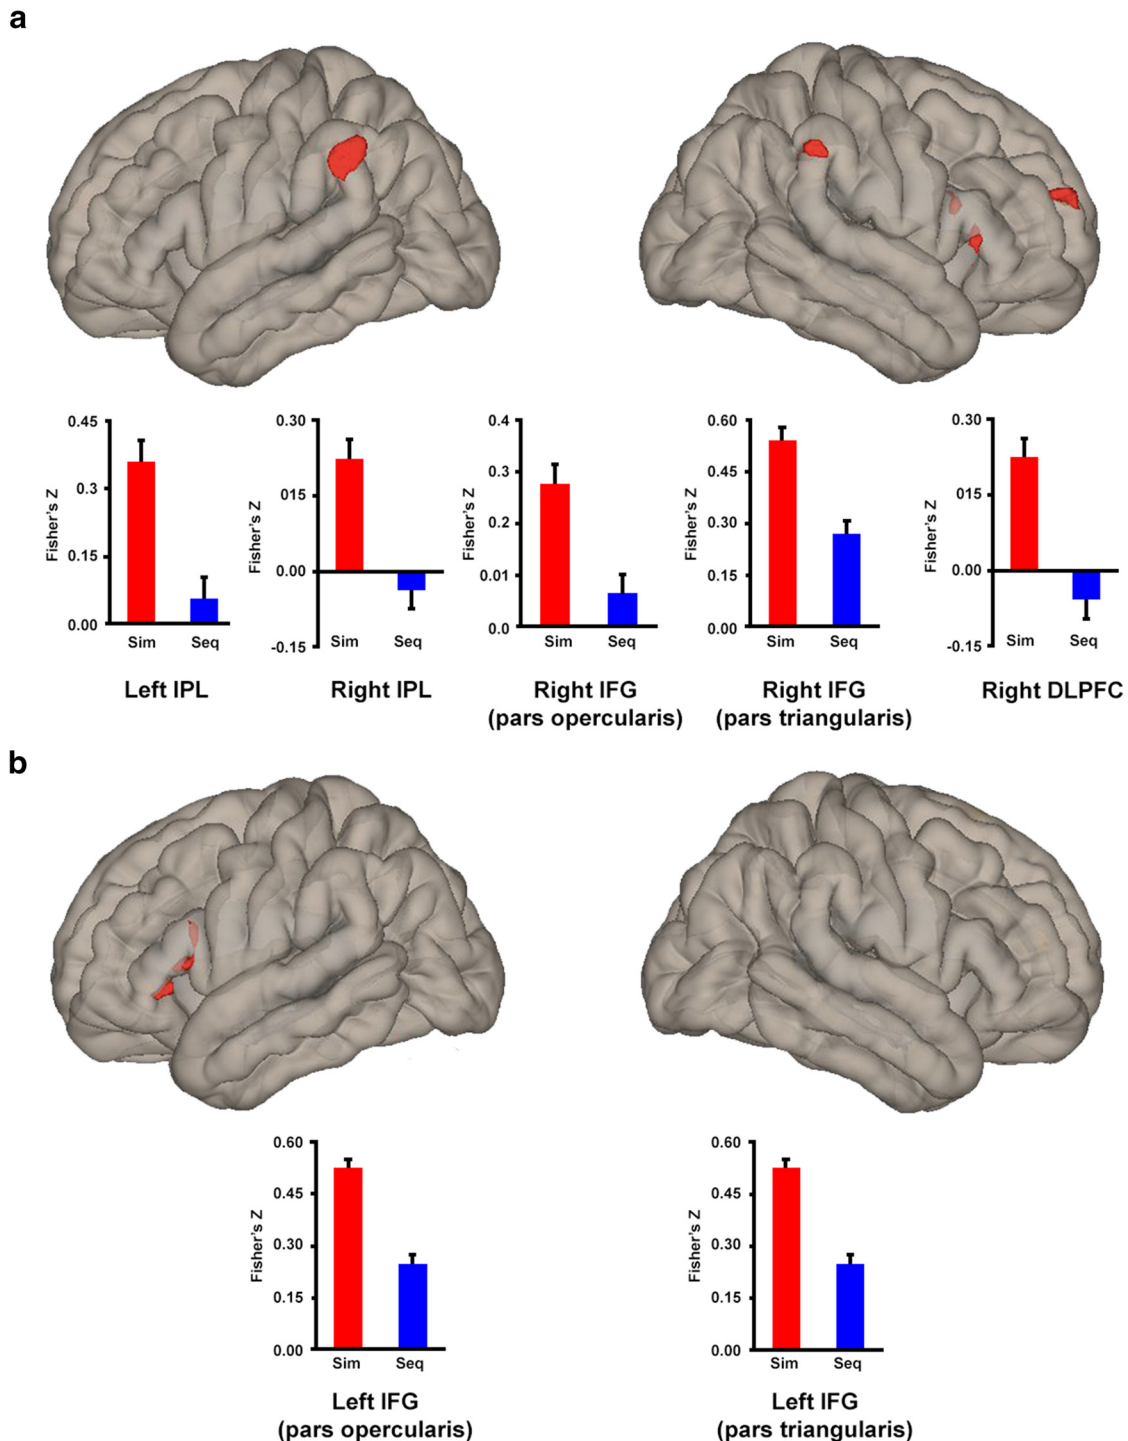 a
0.45
0.3
0.15
0.00
Fisher's Z
Sim Seq
Left IPL
0.30
015
0.00
-0.15
Fisher's Z
Sim Seq
Right IPL
0.4
0.3
0.2
0.01
0.0
Fisher's Z
Sim Seq
Right IFG
(pars opercularis)
0.60
0.45
0.30
0.15
0.00
Fisher's Z
Sim Seq
Right IFG
(pars triangularis)
0.30
015
0.00
-0.15
Fisher's Z
Sim Seq
Right DLPFC
b
0.60
0.45
0.30
0.15
0.00
Fisher's Z
Sim Seq
Left IFG
(pars opercularis)
0.60
0.45
0.30
0.15
0.00
Fisher's Z
Sim Seq
Left IFG
(pars triangularis)